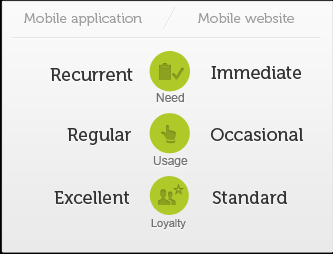 Mobile application / Mobile website
Recurrent Immediate
Need
Regular Occasional
Usage
Excellent Standard
Loyalty